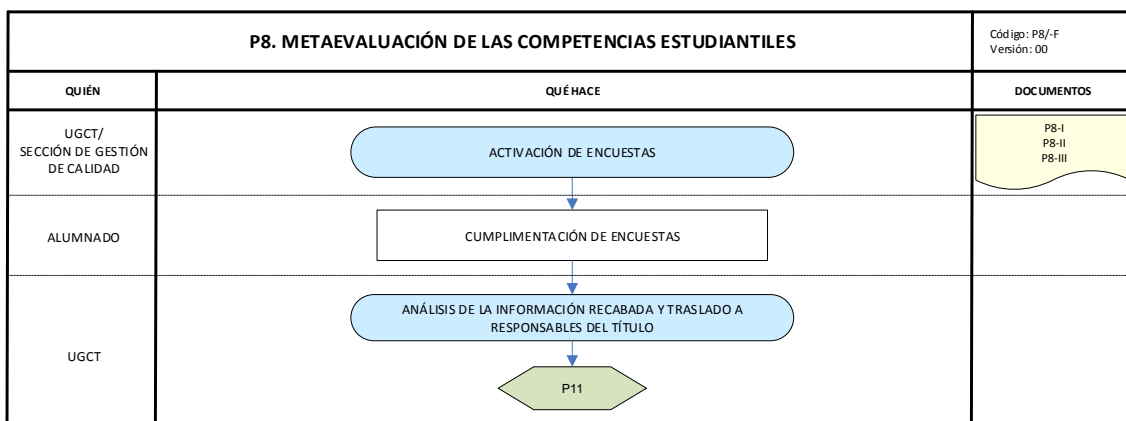 P8. METAEVALUACIÓN DE LAS COMPETENCIAS ESTUDIANTILES
Código: P8/-F
Versión: 00
QUIÉN
QUÉ HACE
DOCUMENTOS
UGCT/
SECCIÓN DE GESTIÓN
DE CALIDAD
ACTIVACIÓN DE ENCUESTAS
P8-I
P8-II
P8-III
ALUMNADO
CUMPLIMENTACIÓN DE ENCUESTAS
UGCT
ANÁLISIS DE LA INFORMACIÓN RECABADA Y TRASLADO A
RESPONSABLES DEL TÍTULO
P11